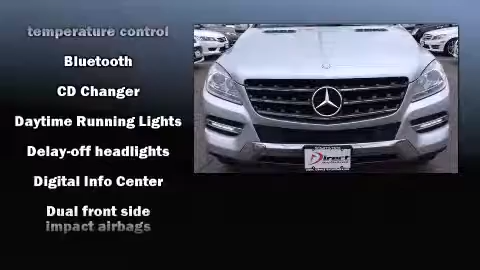 temperature control
Bluetooth
CD Changer
Daytime Running Lights
Delay-off headlights
Digital Info Center
Dual front side
impact airbags
Direct